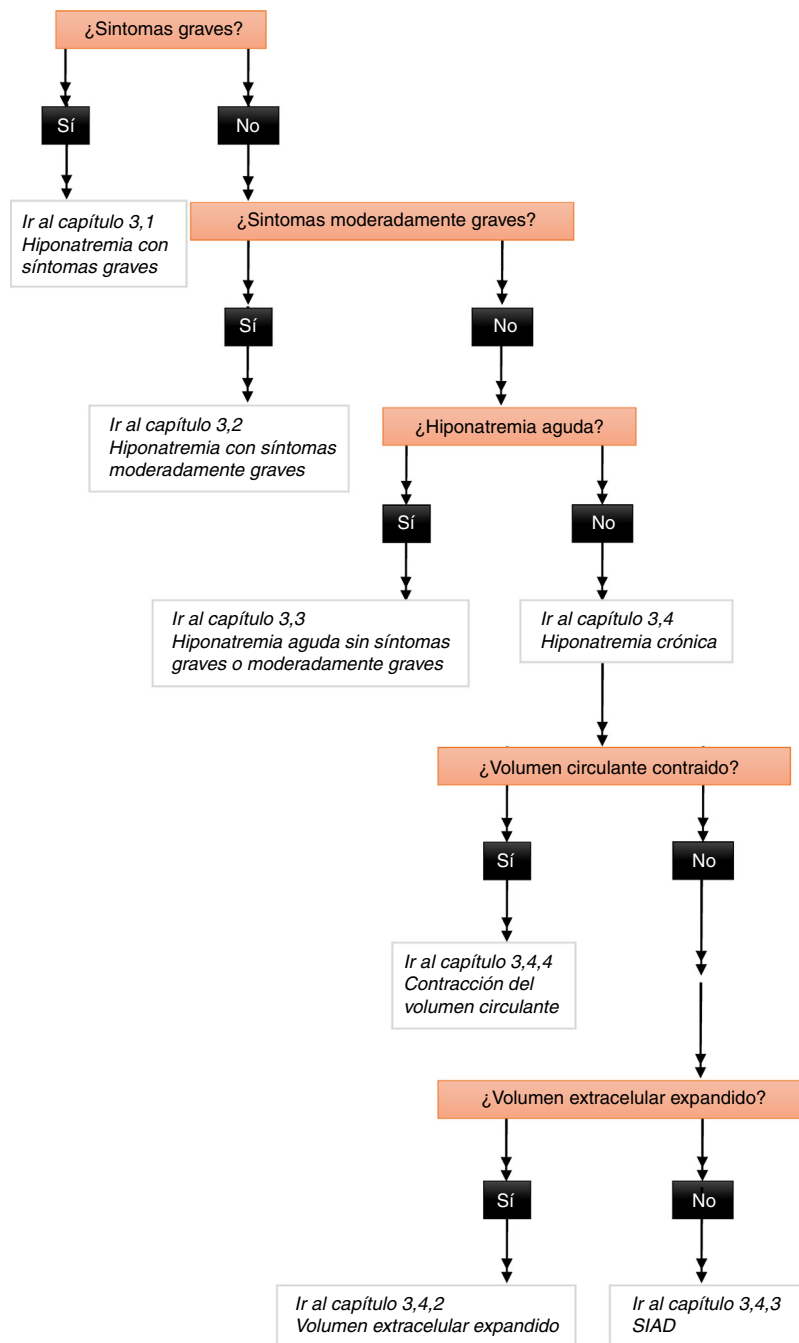 ¿Sintomas graves?
Sí
No
Ir al capítulo 3,1
Hiponatremia con
síntomas graves
¿Sintomas moderadamente graves?
Sí
No
Ir al capítulo 3,2
Hiponatremia con síntomas
moderadamente graves
¿Hiponatremia aguda?
Sí
No
Ir al capítulo 3,3
Hiponatremia aguda sin síntomas
graves o moderadamente graves
Ir al capítulo 3,4
Hiponatremia crónica
¿Volumen circulante contraido?
Sí
No
Ir al capítulo 3,4,4
Contracción del
volumen circulante
¿Volumen extracelular expandido?
Sí
No
Ir al capítulo 3,4,2
Volumen extracelular expandido
Ir al capítulo 3,4,3
SIAD